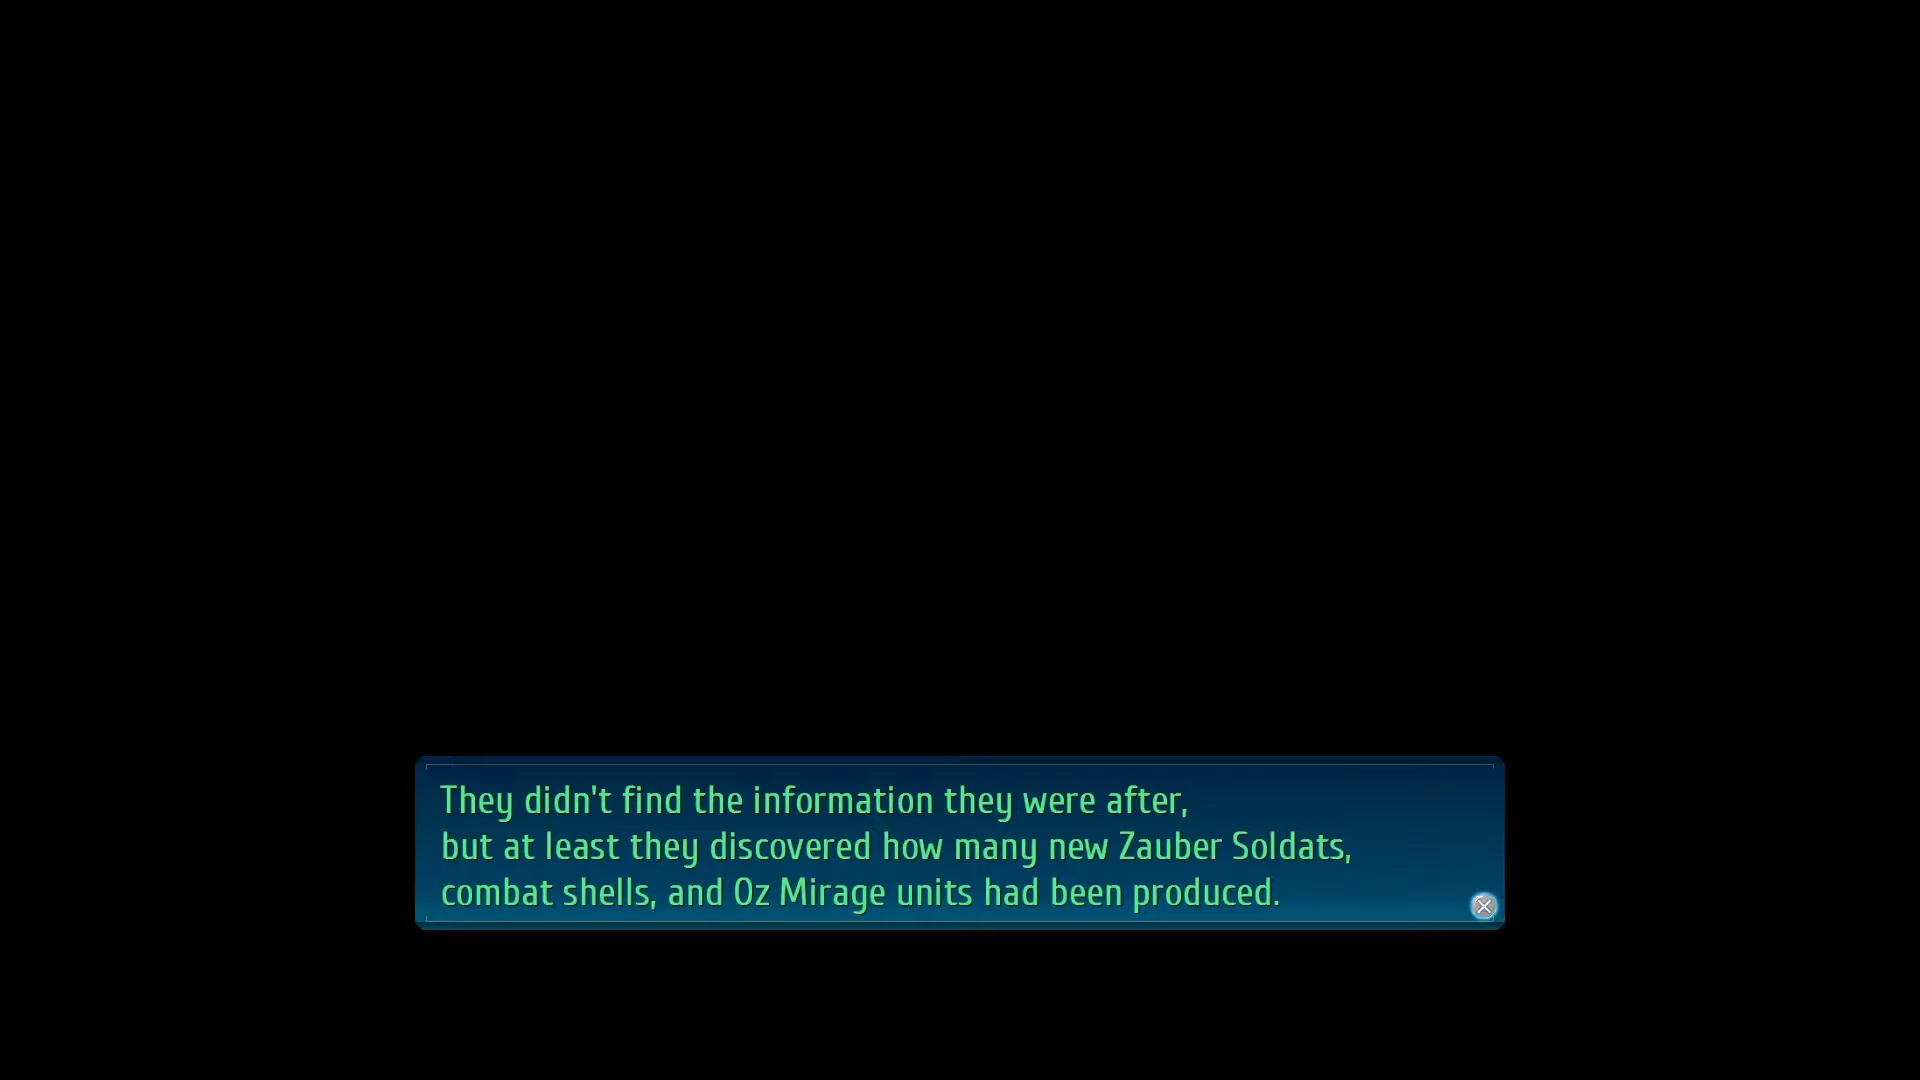 They didn't find the information they were after,
but at least they discovered how many new Zauber Soldats,
combat shells, and Oz Mirage units had been produced.